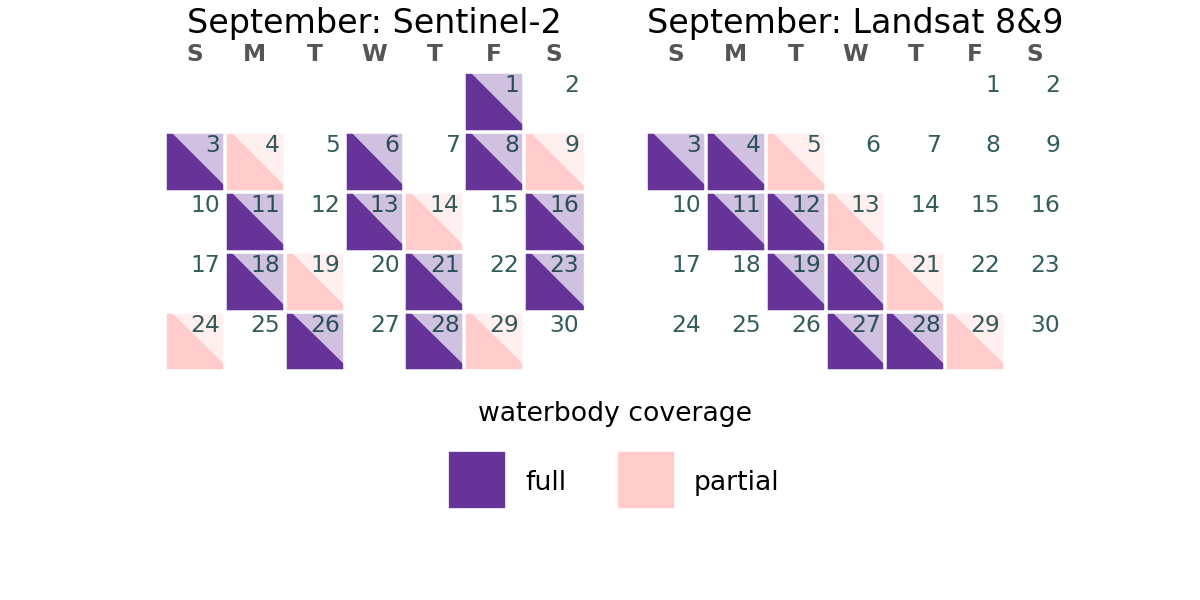 September: Sentinel-2
S M T W T F S
1 2
3 4 5 6 7 8 9
10 11 12 13 14 15 16
17 18 19 20 21 22 23
24 25 26 27 28 29 30
September: Landsat 8&9
S M T W T F S
1 2
3 4 5 6 7 8 9
10 11 12 13 14 15 16
17 18 19 20 21 22 23
24 25 26 27 28 29 30
waterbody coverage
full partial